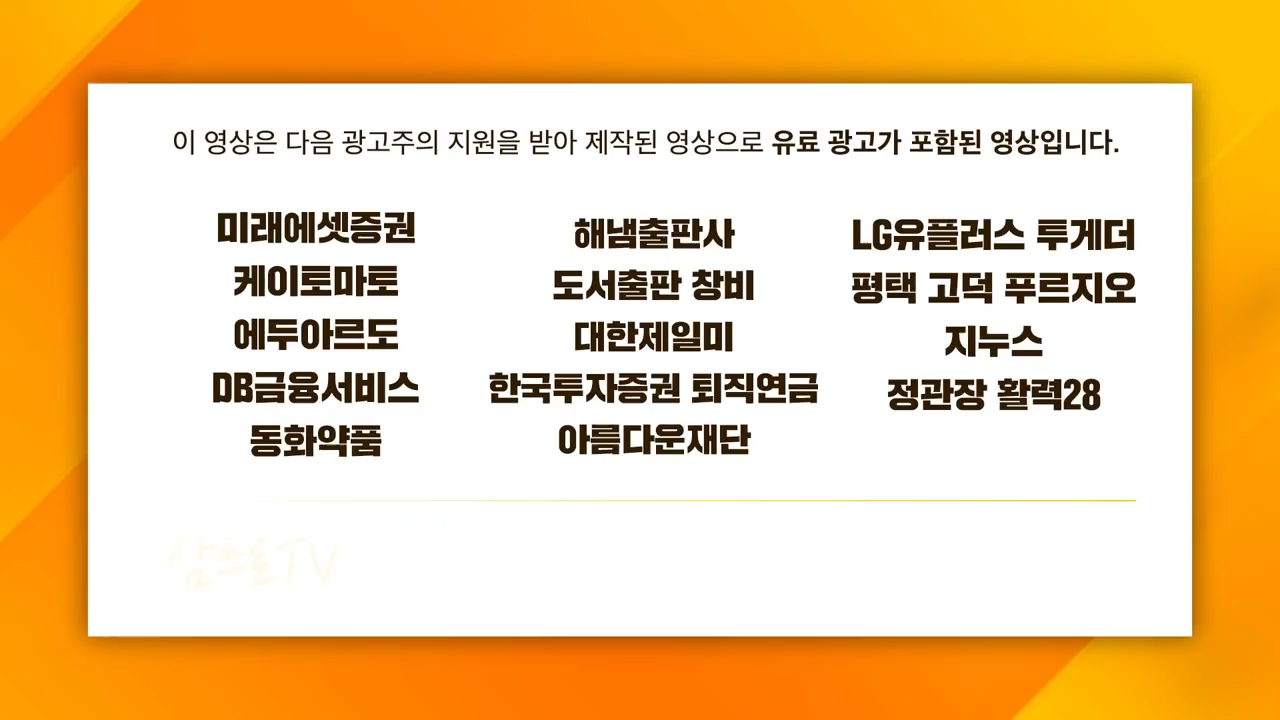 이 영상은 다음 광고주의 지원을 받아 제작된 영상으로 유료 광고가 포함된 영상입니다.
미래에셋증권
케이토마토
에두아르도
DB금융서비스
동화약품
해냄출판사
도서출판 창비
대한제일미
한국투자증권 퇴직연금
아름다운재단
LG유플러스 투게더
평택 고덕 푸르지오
지누스
정관장 활력28
삼프로TV